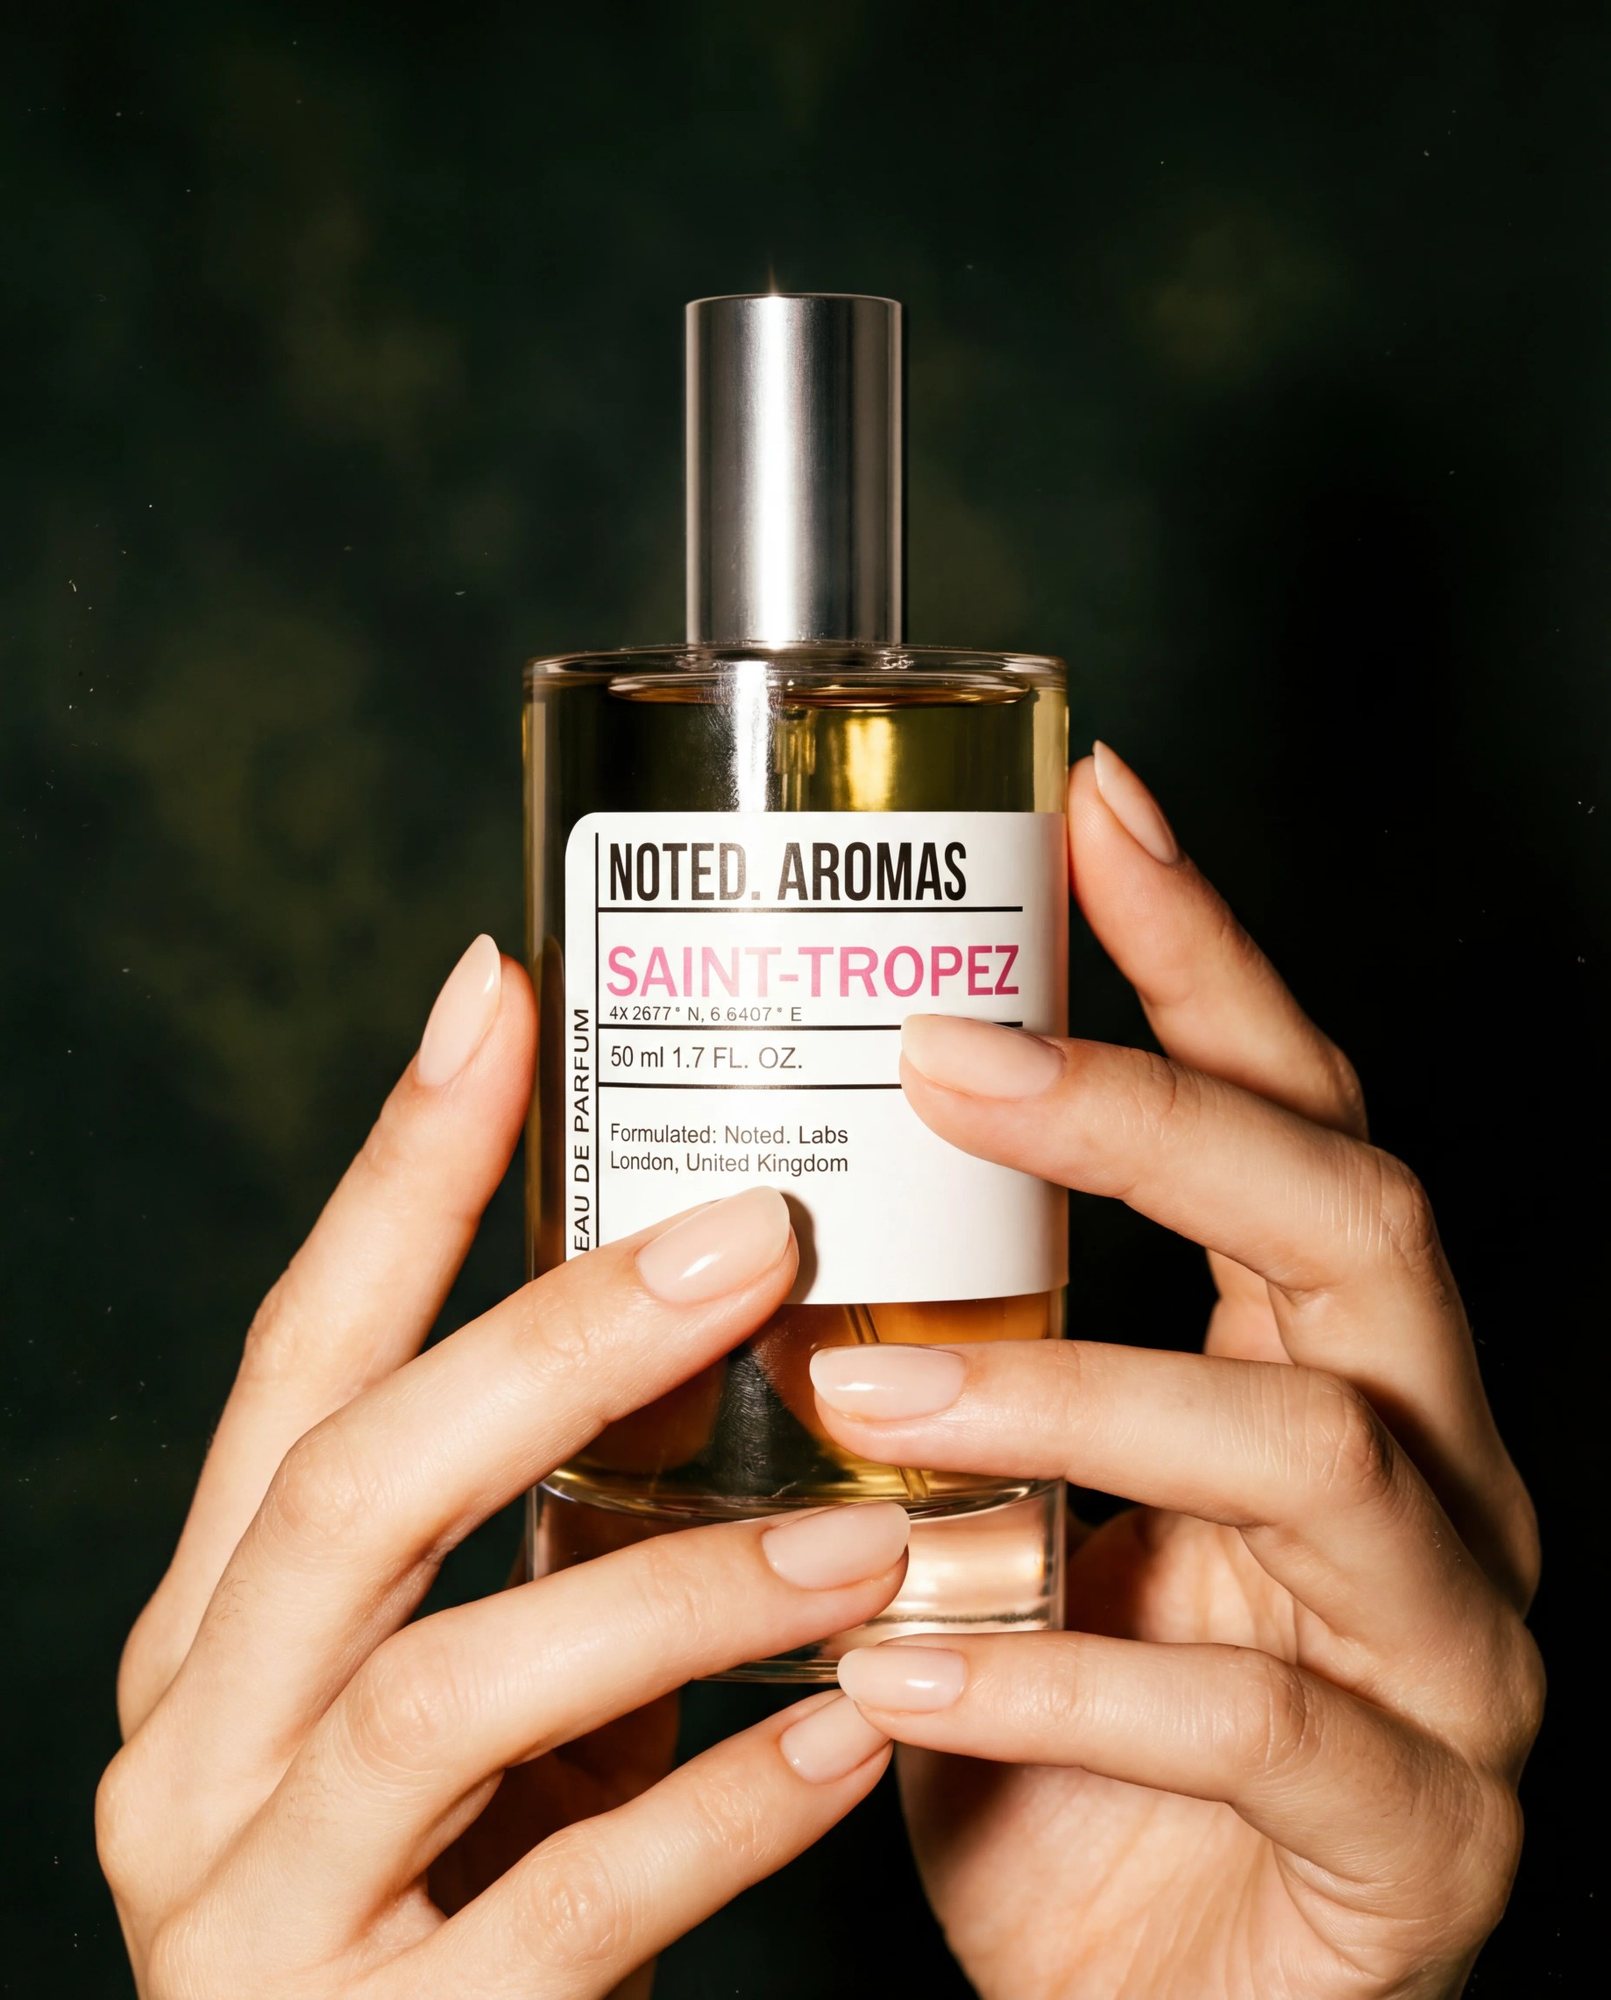 NOTED. AROMAS
SAINT-TROPEZ
4X 2677° N, 6.6407° E
50 ml 1.7 FL. OZ.
Formulated: Noted. Labs
London, United Kingdom
EAU DE PARFUM